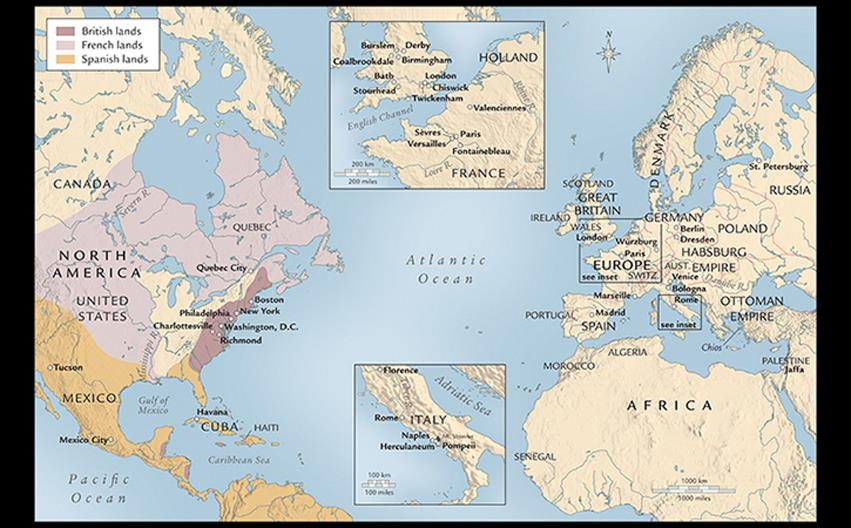 British lands
French lands
Spanish lands
CANADA
Severn R.
QUEBEC
NORTH
AMERICA
Quebec City
UNITED
STATES
Boston
New York
Philadelphia
Charlottesville
Washington, D.C.
Richmond
Mississippi R.
Tucson
MEXICO
Gulf of
Mexico
Mexico City
Havana
CUBA
HAITI
Caribbean Sea
Pacific
Ocean
Atlantic
Ocean
Burslem
Derby
Coalbrookdale
Birmingham
HOLLAND
Bath
London
Stourhead
Chiswick
Twickenham
English Channel
Valenciennes
Sèvres
Paris
Versailles
Fontainebleau
Loire R.
FRANCE
200 km
200 miles
Florence
Adriatic Sea
Rome
ITALY
Naples
Herculaneum
Pompeii
100 km
100 miles
DENMARK
St. Petersburg
RUSSIA
SCOTLAND
GREAT
BRITAIN
IRELAND
WALES
London
GERMANY
Berlin
Dresden
POLAND
Würzburg
Paris
HABSBURG
EMPIRE
EUROPE
see inset
SWITZ.
AUST.
Venice
Danube R.
Bologna
Marseille
Rome
see inset
OTTOMAN
EMPIRE
PORTUGAL
Madrid
SPAIN
Chios
PALESTINE
Jaffa
ALGERIA
MOROCCO
AFRICA
SENEGAL
1000 km
1000 miles